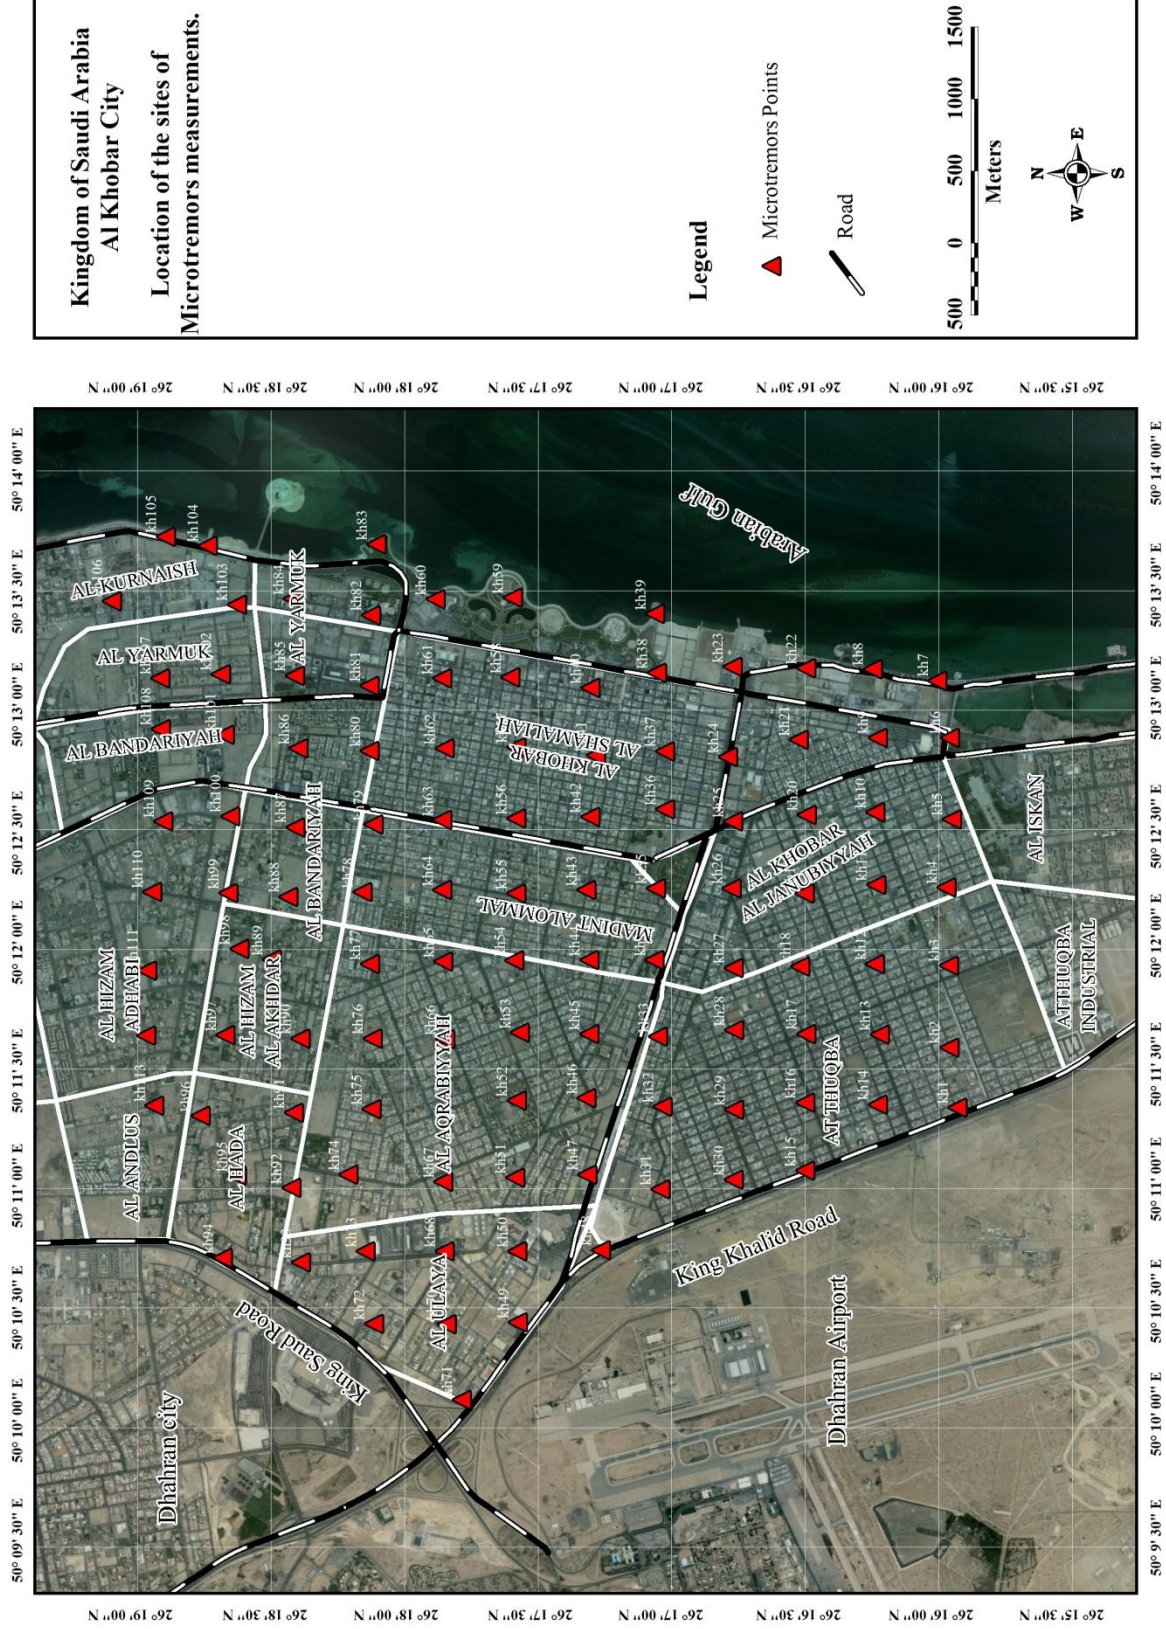 Kingdom of Saudi Arabia
Al Khobar City
Location of the sites of
Microtremors measurements.
Legend
Microtremors Points
Road
500 0 500 1000 1500
Meters
N
W E
S
50° 9' 30" E
50° 09' 30" E
50° 10' 00" E
50° 10' 30" E
50° 11' 00" E
50° 11' 30" E
50° 12' 00" E
50° 12' 30" E
50° 13' 00" E
50° 13' 30" E
50° 14' 00" E
26° 19' 00" N
26° 18' 30" N
26° 18' 00" N
26° 17' 30" N
26° 17' 00" N
26° 16' 30" N
26° 16' 00" N
26° 15' 30" N
Dhahran city
King Saud Road
Dhahran Airport
King Khalid Road
Arabian Gulf
AL-KURNAISH
AL YARMUK
AL YARMUK
AL BANDARIYAH
AL BANDARIYAH
AL HIZAM
ADHABI
AL HIZAM
AL AKHDAR
AL ANDLUS
AL HADA
AL ULAYA
AL AQRABIYYAH
MADINT ALOMMAL
AL KHOBAR
AL SHAMALIAH
AL KHOBAR
AL JANUBIYYAH
AT THUQBA
ATTHUQBA
INDUSTRIAL
AL ISKAN
kh105
kh104
kh103
kh83
kh82
kh60
kh59
kh39
kh85
kh81
kh61
kh38
kh23
kh22
kh8
kh7
kh108
kh86
kh80
kh62
kh37
kh24
kh21
kh6
kh109
kh100
kh87
kh79
kh63
kh56
kh42
kh36
kh25
kh20
kh10
kh5
kh110
kh99
kh88
kh78
kh64
kh55
kh43
kh26
kh4
kh111
kh98
kh89
kh54
kh27
kh18
kh12
kh3
kh97
kh90
kh76
kh66
kh53
kh45
kh33
kh28
kh17
kh13
kh2
kh113
kh96
kh75
kh52
kh46
kh32
kh29
kh16
kh14
kh1
kh95
kh92
kh74
kh67
kh51
kh47
kh31
kh30
kh15
kh94
kh68
kh50
kh72
kh49
kh71